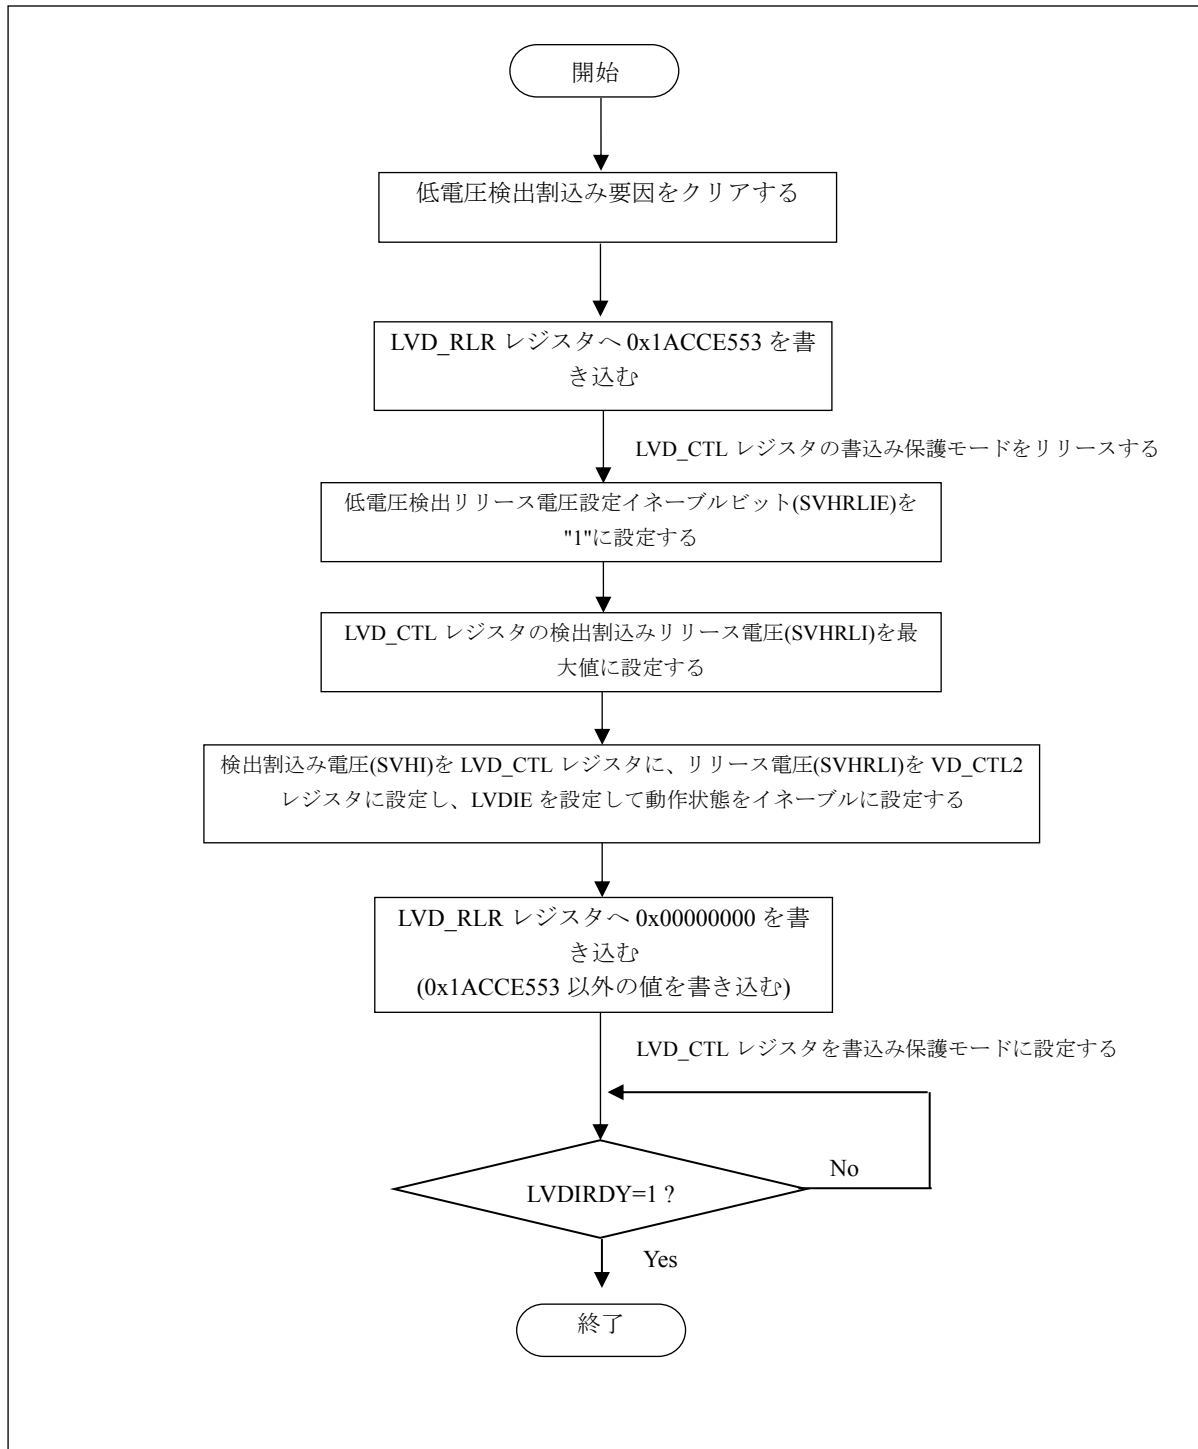 開始
低電圧検出割込み要因をクリアする
LVD_RLR レジスタへ 0x1ACCE553 を書
き込む
LVD_CTL レジスタの書込み保護モードをリリースする
低電圧検出リリース電圧設定イネーブルビット(SVHRLIE)を
"1"に設定する
LVD_CTL レジスタの検出割込みリリース電圧(SVHRLI)を最
大値に設定する
検出割込み電圧(SVHI)を LVD_CTL レジスタに、リリース電圧(SVHRLI)を VD_CTL2
レジスタに設定し、LVDIE を設定して動作状態をイネーブルに設定する
LVD_RLR レジスタへ 0x00000000 を書
き込む
(0x1ACCE553 以外の値を書き込む)
LVD_CTL レジスタを書込み保護モードに設定する
No
LVDIRDY=1 ?
Yes
終了